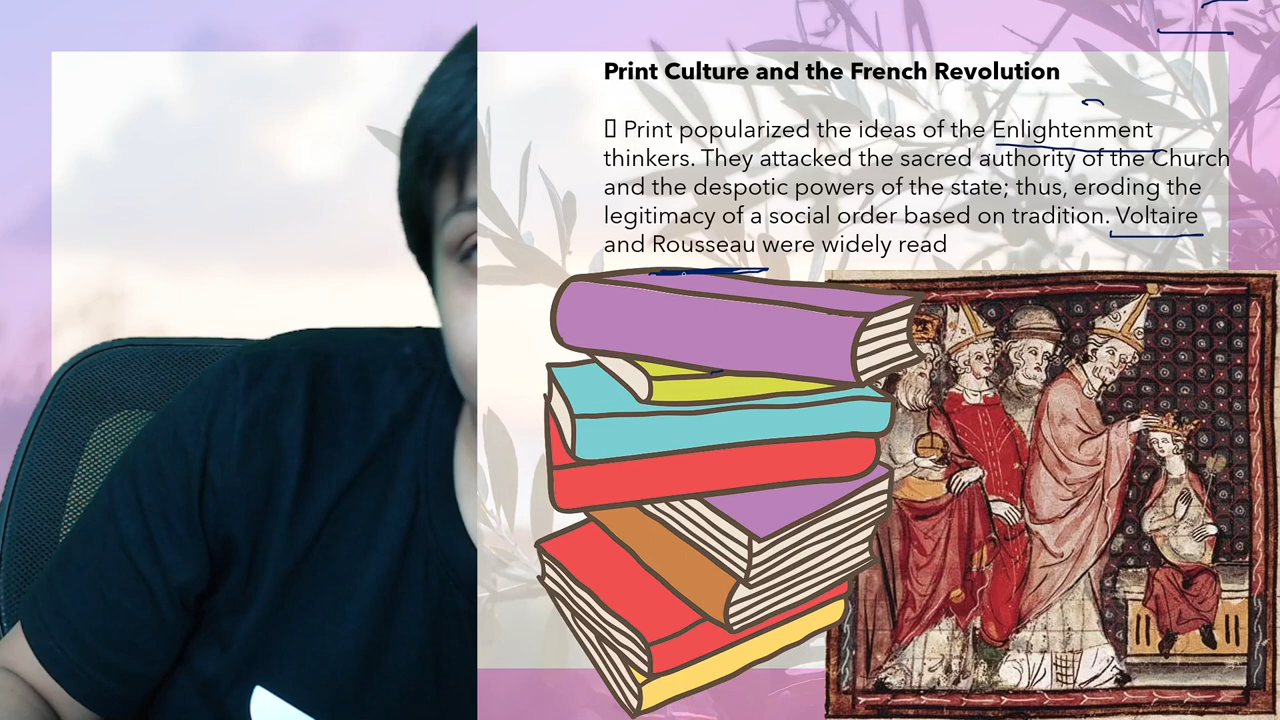 Print Culture and the French Revolution
▯ Print popularized the ideas of the Enlightenment
thinkers. They attacked the sacred authority of the Church
and the despotic powers of the state; thus, eroding the
legitimacy of a social order based on tradition. Voltaire
and Rousseau were widely read